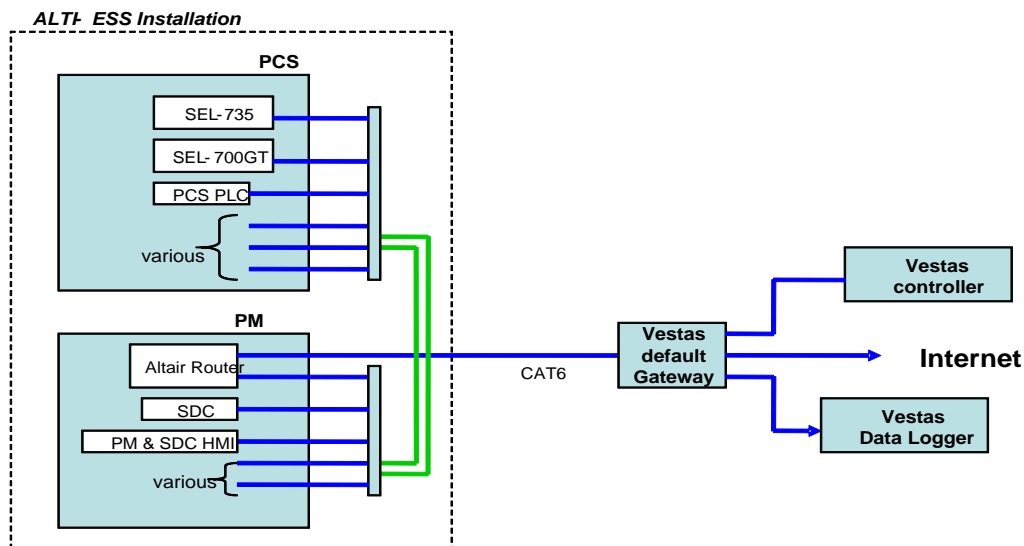 ALTI- ESS Installation
PCS
SEL-735
SEL-700GT
PCS PLC
various
PM
Altair Router
SDC
PM & SDC HMI
various
CAT6
Vestas
default
Gateway
Vestas
controller
Internet
Vestas
Data Logger